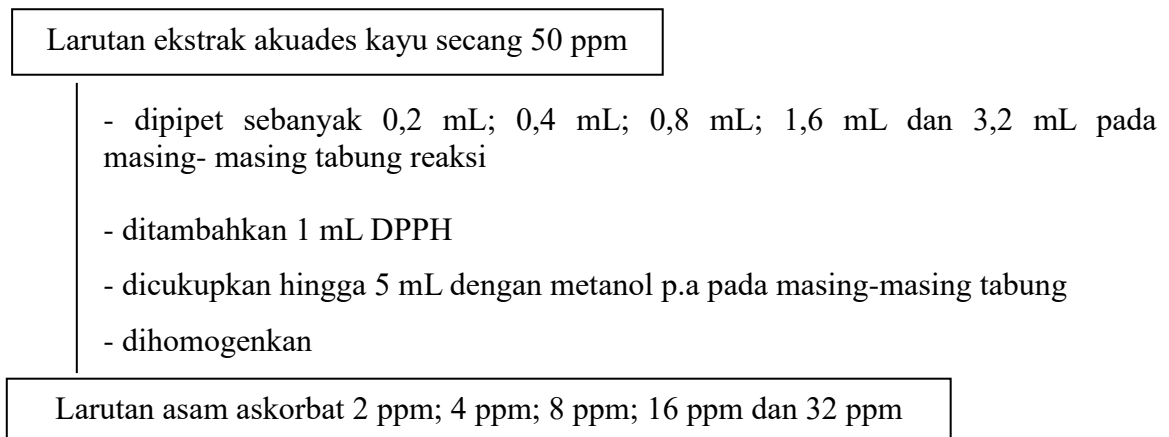 Larutan ekstrak akuades kayu secang 50 ppm
- dipipet sebanyak 0,2 mL; 0,4 mL; 0,8 mL; 1,6 mL dan 3,2 mL pada
masing- masing tabung reaksi
- ditambahkan 1 mL DPPH
- dicukupkan hingga 5 mL dengan metanol p.a pada masing-masing tabung
- dihomogenkan
Larutan asam askorbat 2 ppm; 4 ppm; 8 ppm; 16 ppm dan 32 ppm